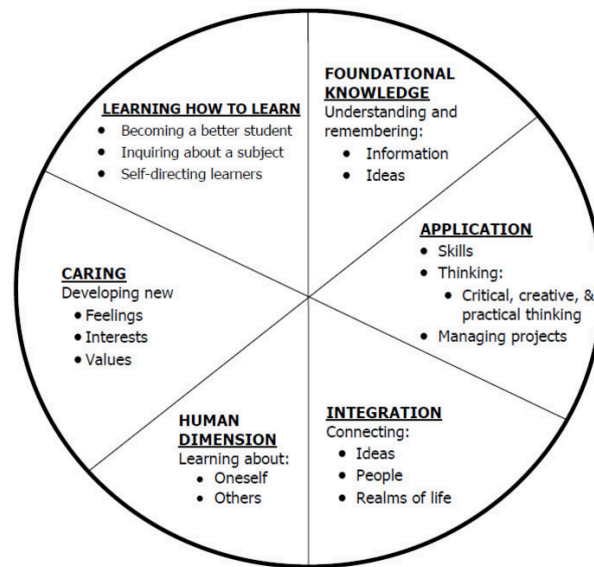 FOUNDATIONAL
KNOWLEDGE
Understanding and
remembering:
• Information
• Ideas
APPLICATION
• Skills
• Thinking:
• Critical, creative, &
practical thinking
• Managing projects
INTEGRATION
Connecting:
• Ideas
• People
• Realms of life
HUMAN
DIMENSION
Learning about:
• Oneself
• Others
CARING
Developing new
• Feelings
• Interests
• Values
LEARNING HOW TO LEARN
• Becoming a better student
• Inquiring about a subject
• Self-directing learners